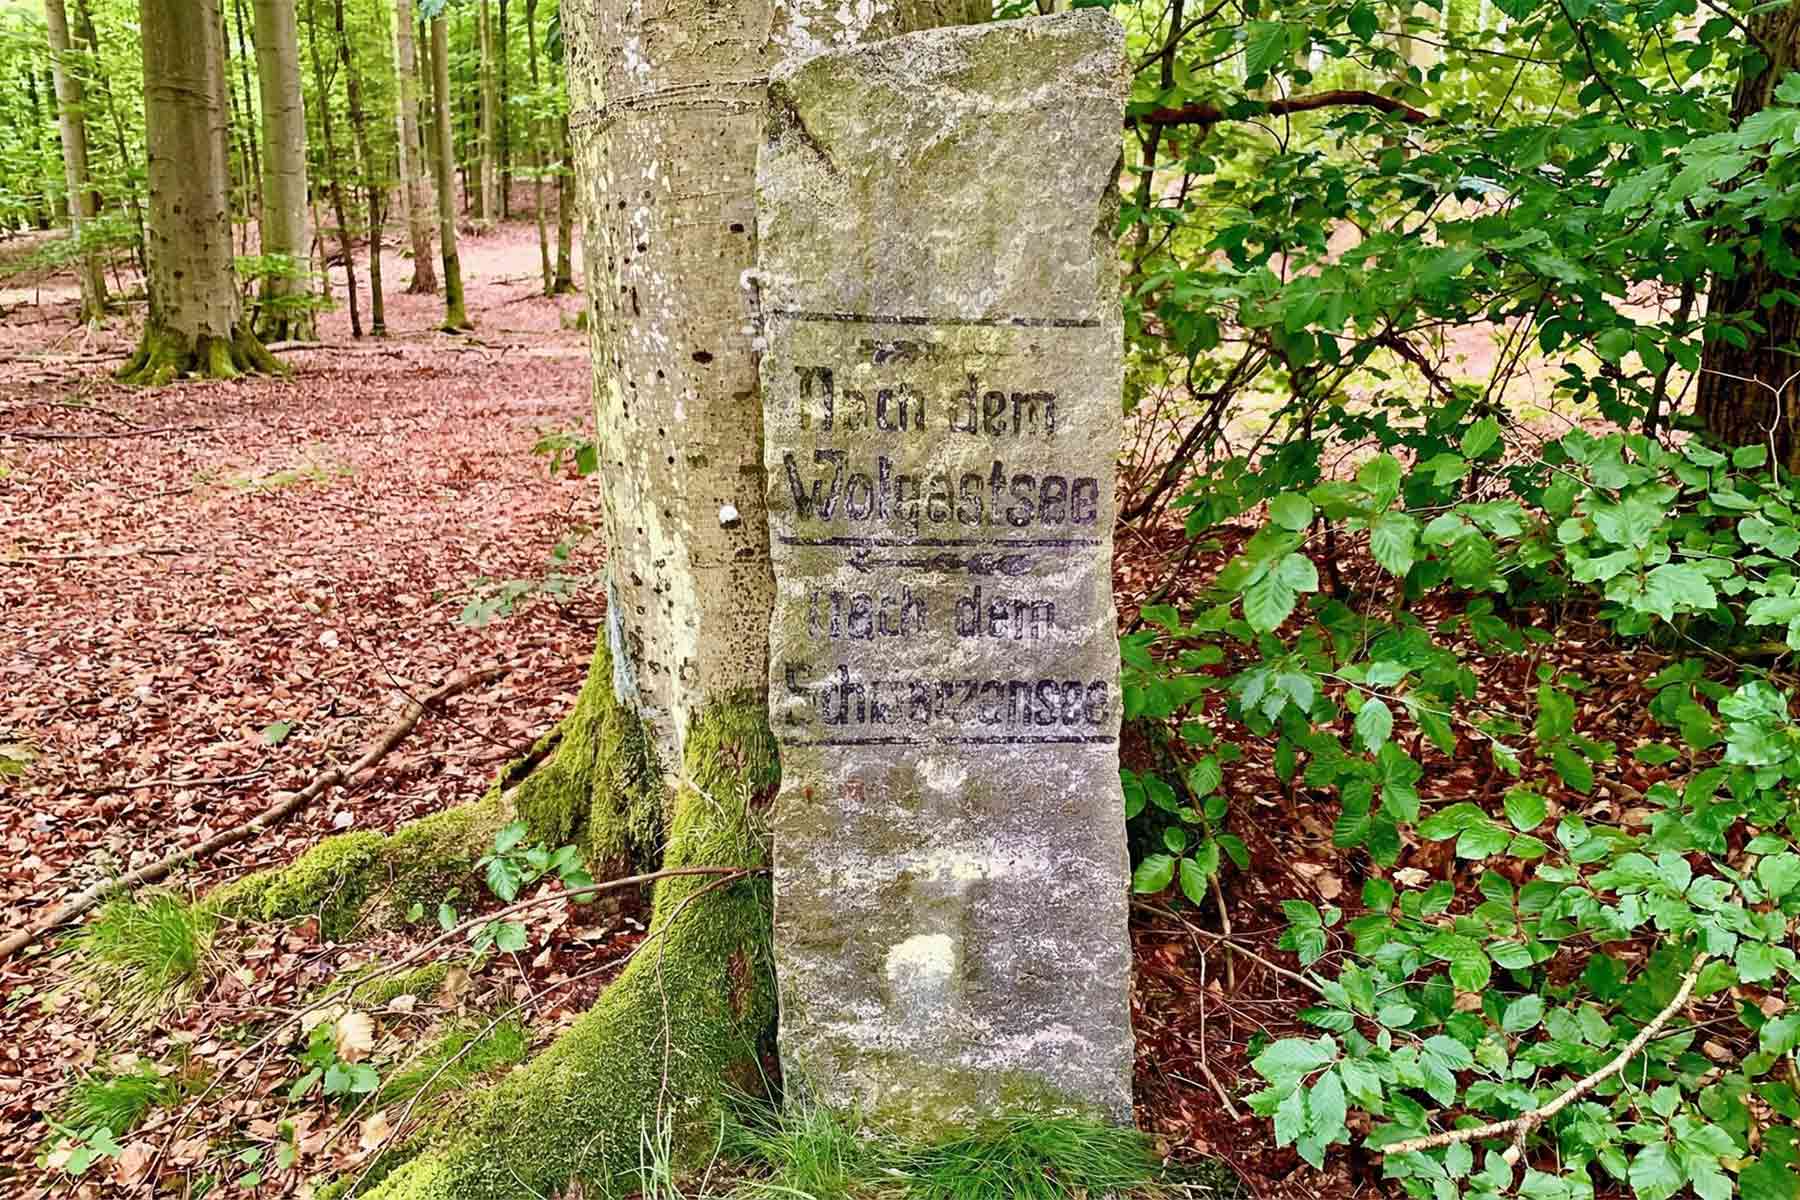 Nach dem
Wolgastsee
Nach dem
Schwarzensee